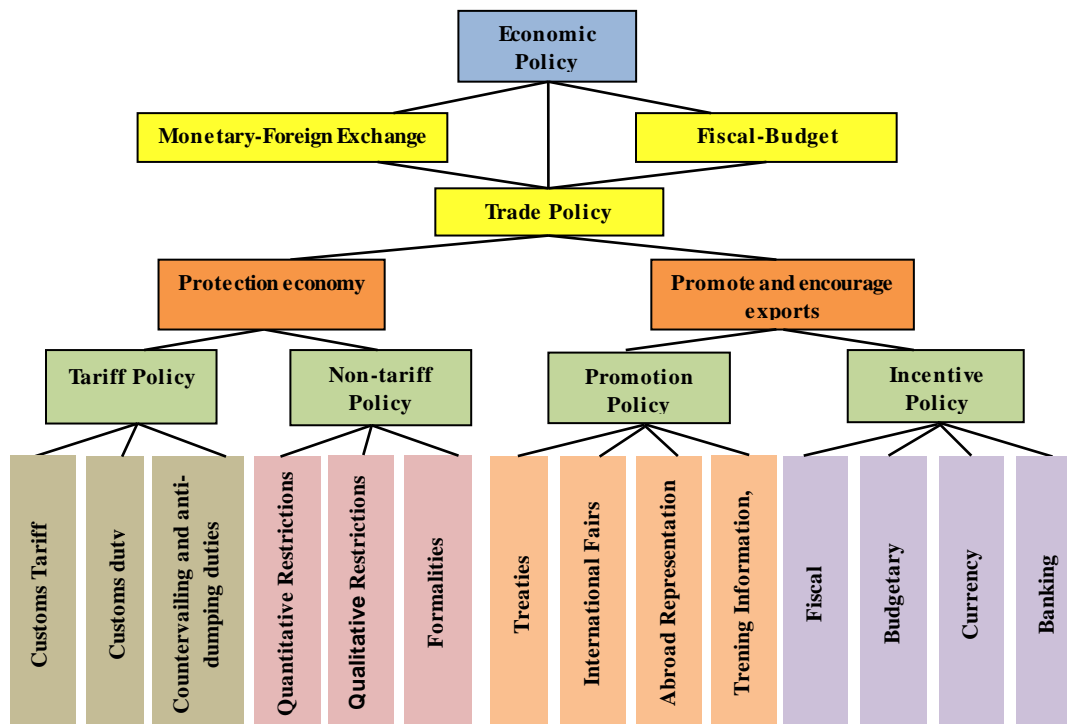 Economic
Policy
Monetary-Foreign Exchange
Fiscal-Budget
Trade Policy
Protection economy
Promote and encourage
exports
Tariff Policy
Non-tariff
Policy
Promotion
Policy
Incentive
Policy
Customs Tariff
Customs duty
Countervailing and anti-
dumping duties
Quantitative Restrictions
Qualitative Restrictions
Formalities
Treaties
International Fairs
Abroad Representation
Trening Information,
Fiscal
Budgetary
Currency
Banking